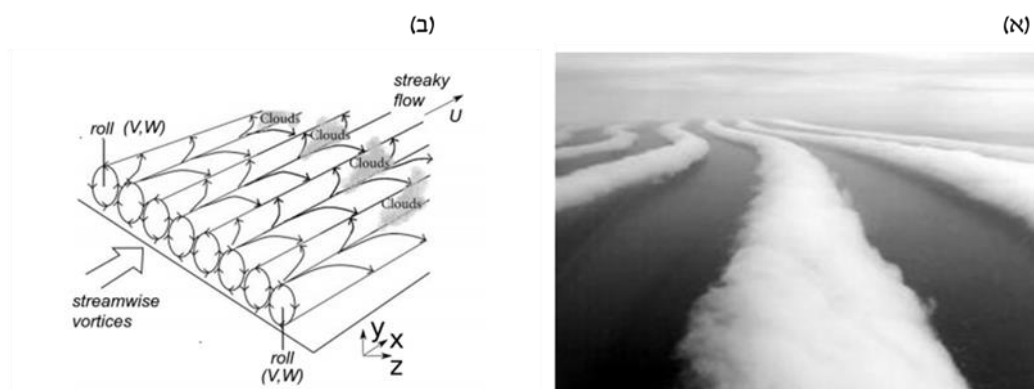 (א)
(ב)
streaky
flow
U
Clouds
roll (V,W)
Clouds
Clouds
Clouds
streamwise
vortices
roll
(V,W)
y
x
z